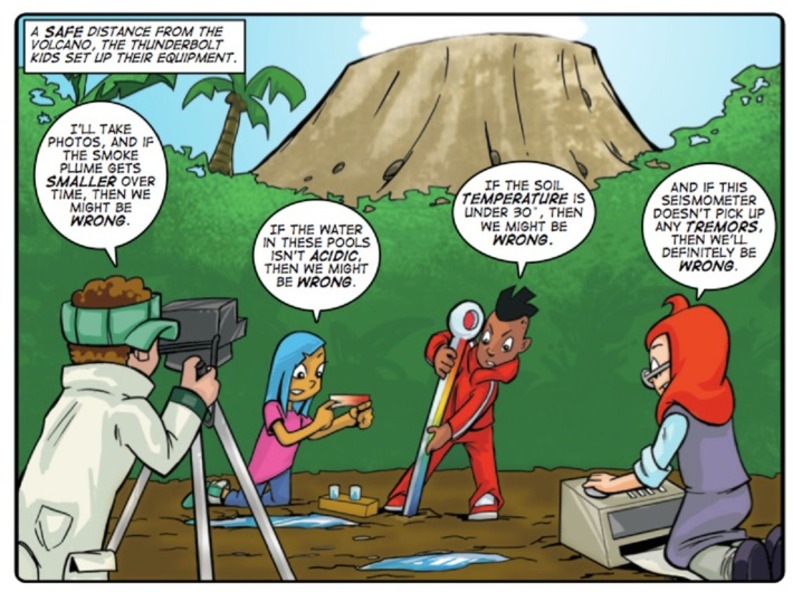 A SAFE DISTANCE FROM THE
VOLCANO, THE THUNDERBOLT
KIDS SET UP THEIR EQUIPMENT.
I'LL TAKE
PHOTOS, AND IF
THE SMOKE
PLUME GETS
SMALLER OVER
TIME, THEN WE
MIGHT BE
WRONG.
IF THE WATER
IN THESE POOLS
ISN'T ACIDIC,
THEN WE MIGHT
BE WRONG.
IF THE SOIL
TEMPERATURE IS
UNDER 30°, THEN
WE MIGHT BE
WRONG.
AND IF THIS
SEISMOMETER
DOESN'T PICK UP
ANY TREMORS,
THEN WE'LL
DEFINITELY BE
WRONG.